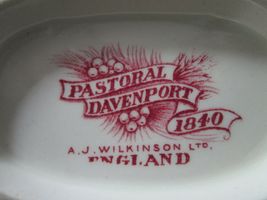 PASTORAL
DAVENPORT
1840
A.J. WILKINSON LTD.
ENGLAND